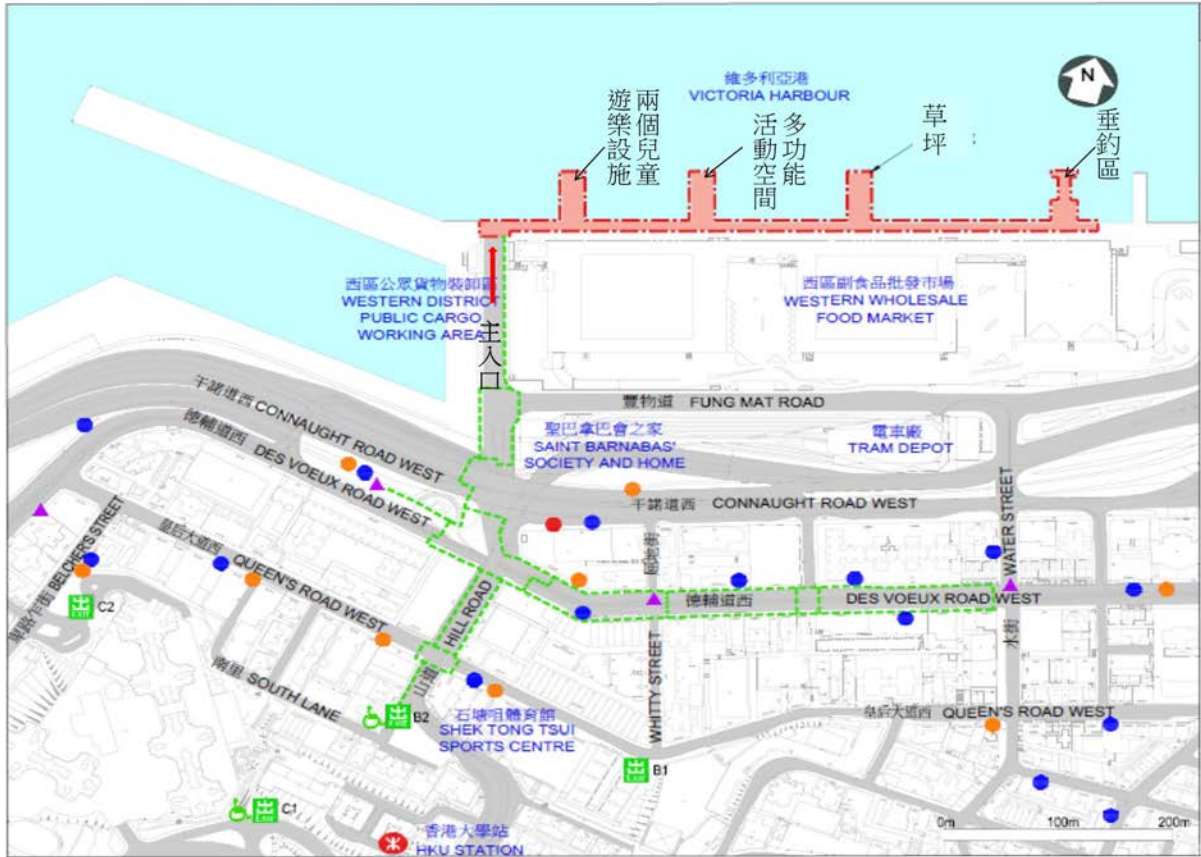 維多利亞港
VICTORIA HARBOUR
N
兩個兒童
遊樂設施
多功能
活動空間
草坪
垂釣區
西區公眾貨物裝卸區
WESTERN DISTRICT
PUBLIC CARGO
WORKING AREA
主入口
西區副食品批發市場
WESTERN WHOLESALE
FOOD MARKET
干諾道西 CONNAUGHT ROAD WEST
豐物道 FUNG MAT ROAD
德輔道西
DES VOEUX ROAD WEST
聖巴拿巴會之家
SAINT BARNABAS'
SOCIETY AND HOME
電車廠
TRAM DEPOT
干諾道西 CONNAUGHT ROAD WEST
WATER STREET
水街
皇后大道西
QUEEN'S ROAD WEST
BELCHER'S STREET
C2
HILL ROAD
山道
德輔道西 DES VOEUX ROAD WEST
WHITTY STREET
南里 SOUTH LANE
B2
石塘咀體育館
SHEK TONG TSUI
SPORTS CENTRE
皇后大道西 QUEEN'S ROAD WEST
B1
C1
香港大學站
HKU STATION
0m 100m 200m